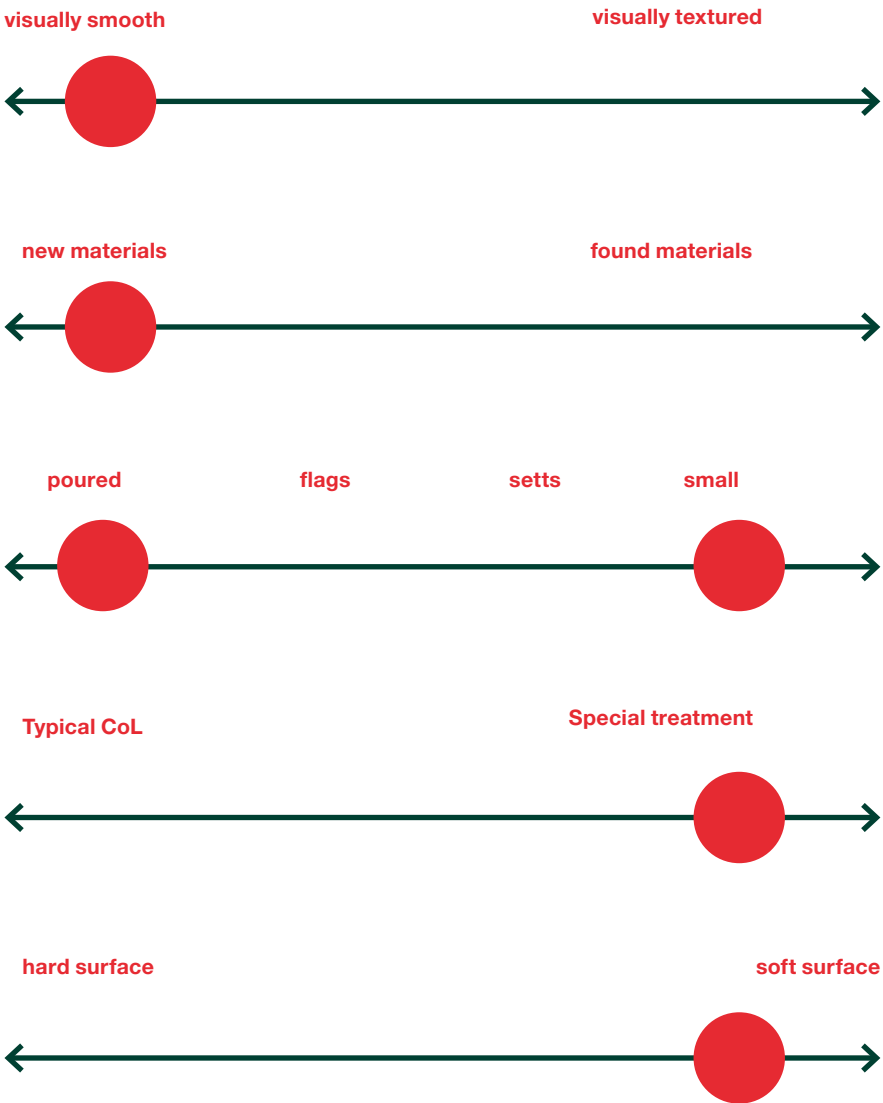 visually smooth visually textured
new materials found materials
poured flags setts small
Typical CoL Special treatment
hard surface soft surface